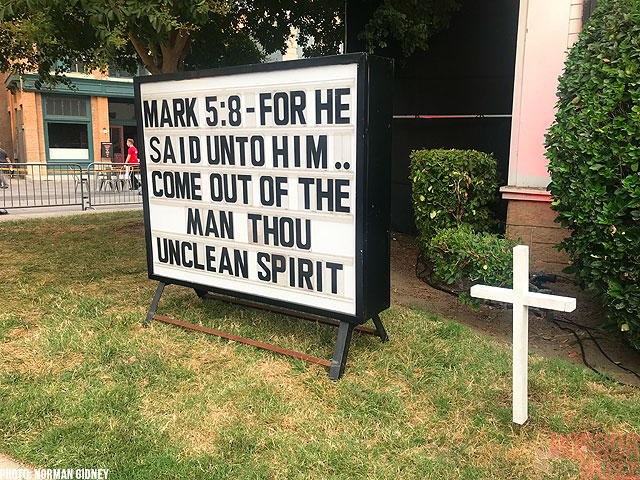 MARK 5:8-FOR HE
SAID UNTO HIM..
COME OUT OF THE
MAN THOU
UNCLEAN SPIRIT
PHOTO: NORMAN GIDNEY